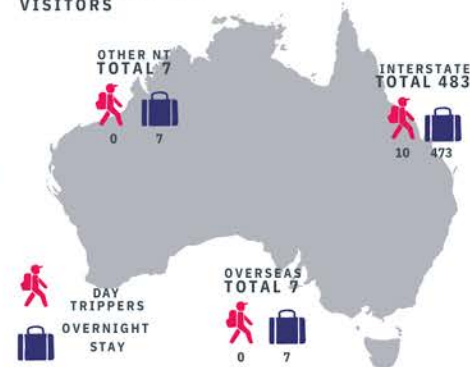 VISITORS
OTHER NT
TOTAL 7
0 7
INTERSTATE
TOTAL 483
10 473
OVERSEAS
TOTAL 7
0 7
DAY
TRIPPERS
OVERNIGHT
STAY